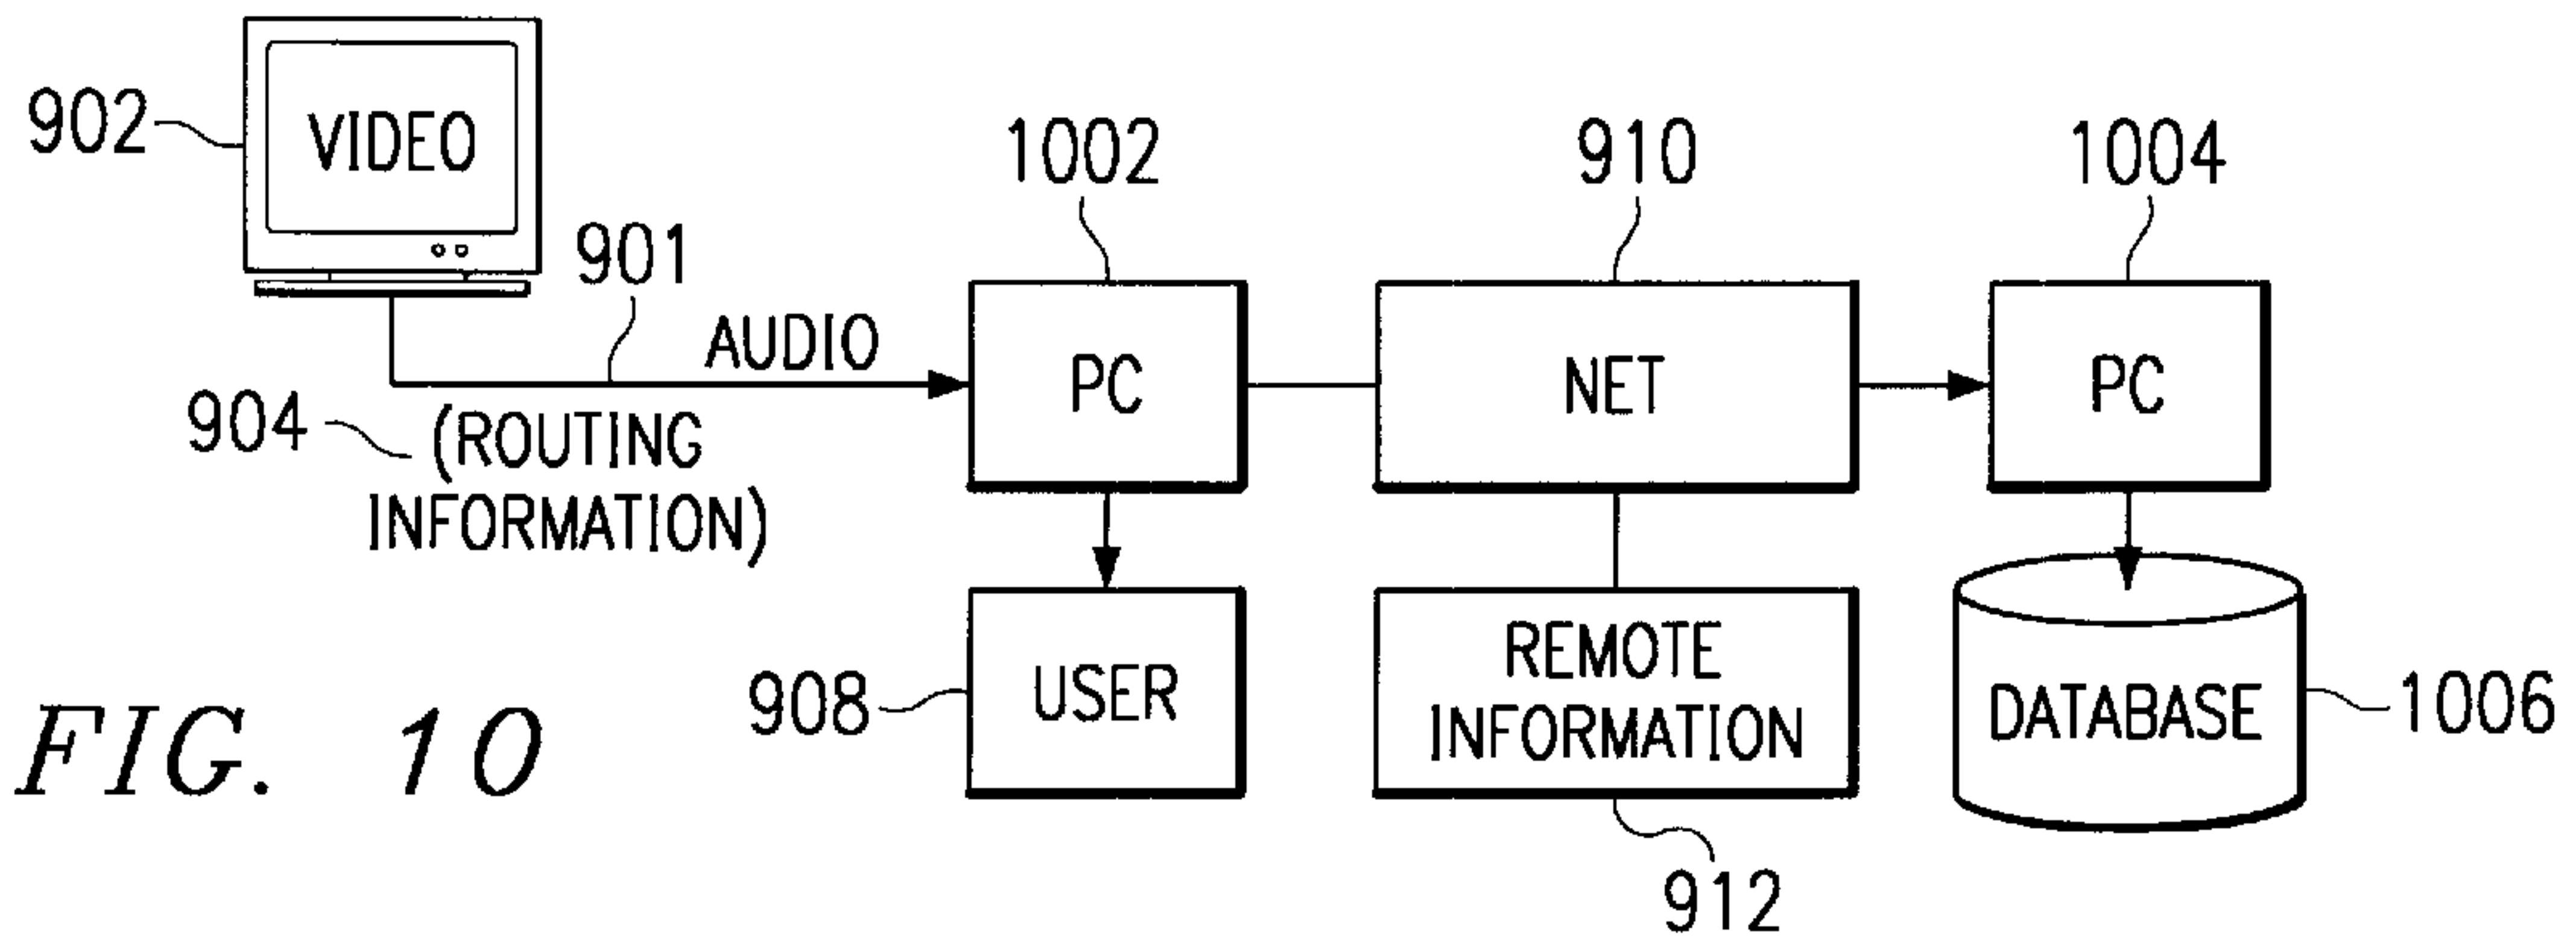 902
VIDEO
901
AUDIO
904
(ROUTING
INFORMATION)
1002
PC
910
NET
1004
PC
908
USER
REMOTE
INFORMATION
912
DATABASE
1006
FIG. 10